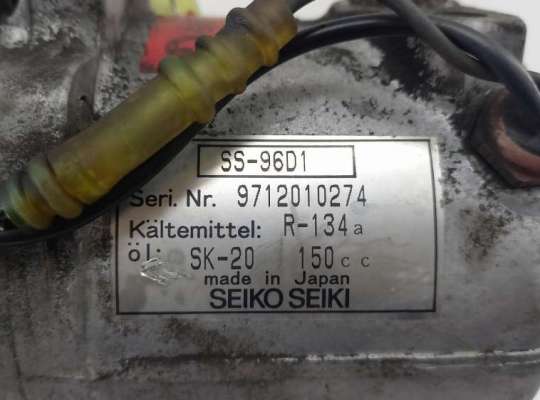 SS-96D1
Seri. Nr. 9712010274
Kältemittel: R-134a
öl: SK-20 150cc
made in Japan
SEIKO SEIKI